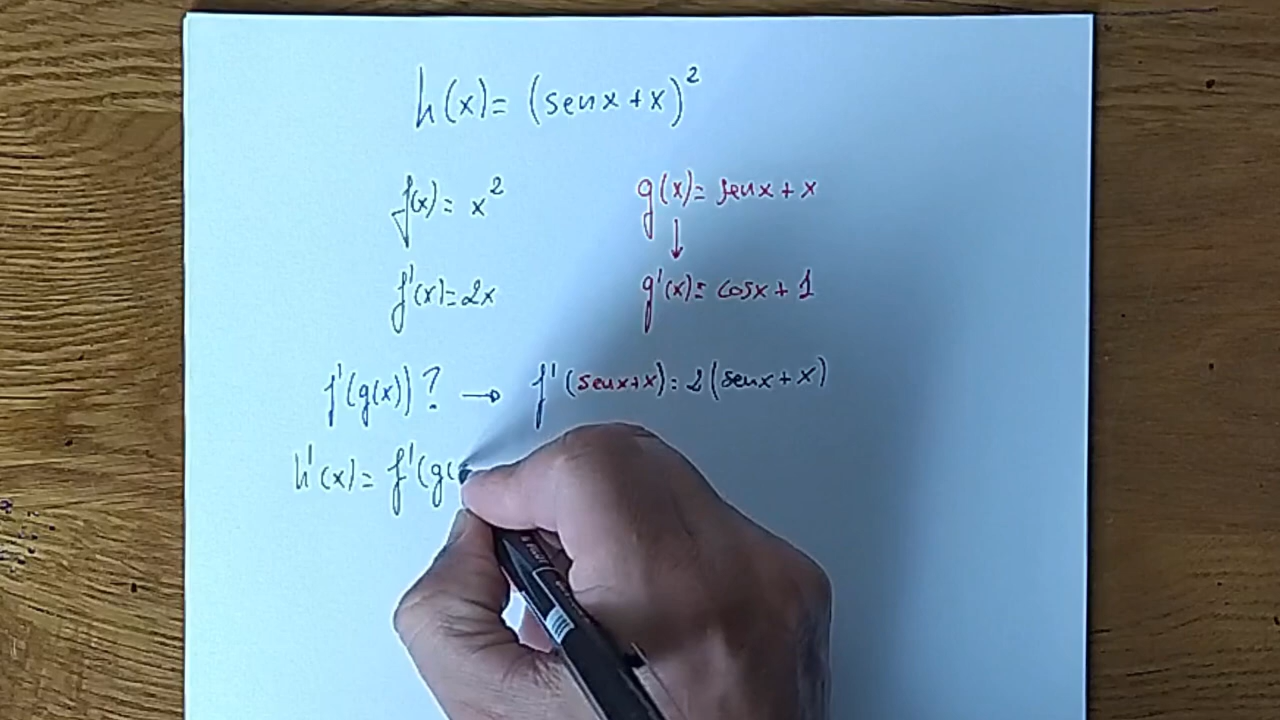 h(x)= (senx+x)²
f(x)= x² g(x)= senx+x
↓
f'(x)=2x g'(x)= cosx+1
f'(g(x))? → f'(senx+x)=2(senx+x)
h'(x)= f'(g(